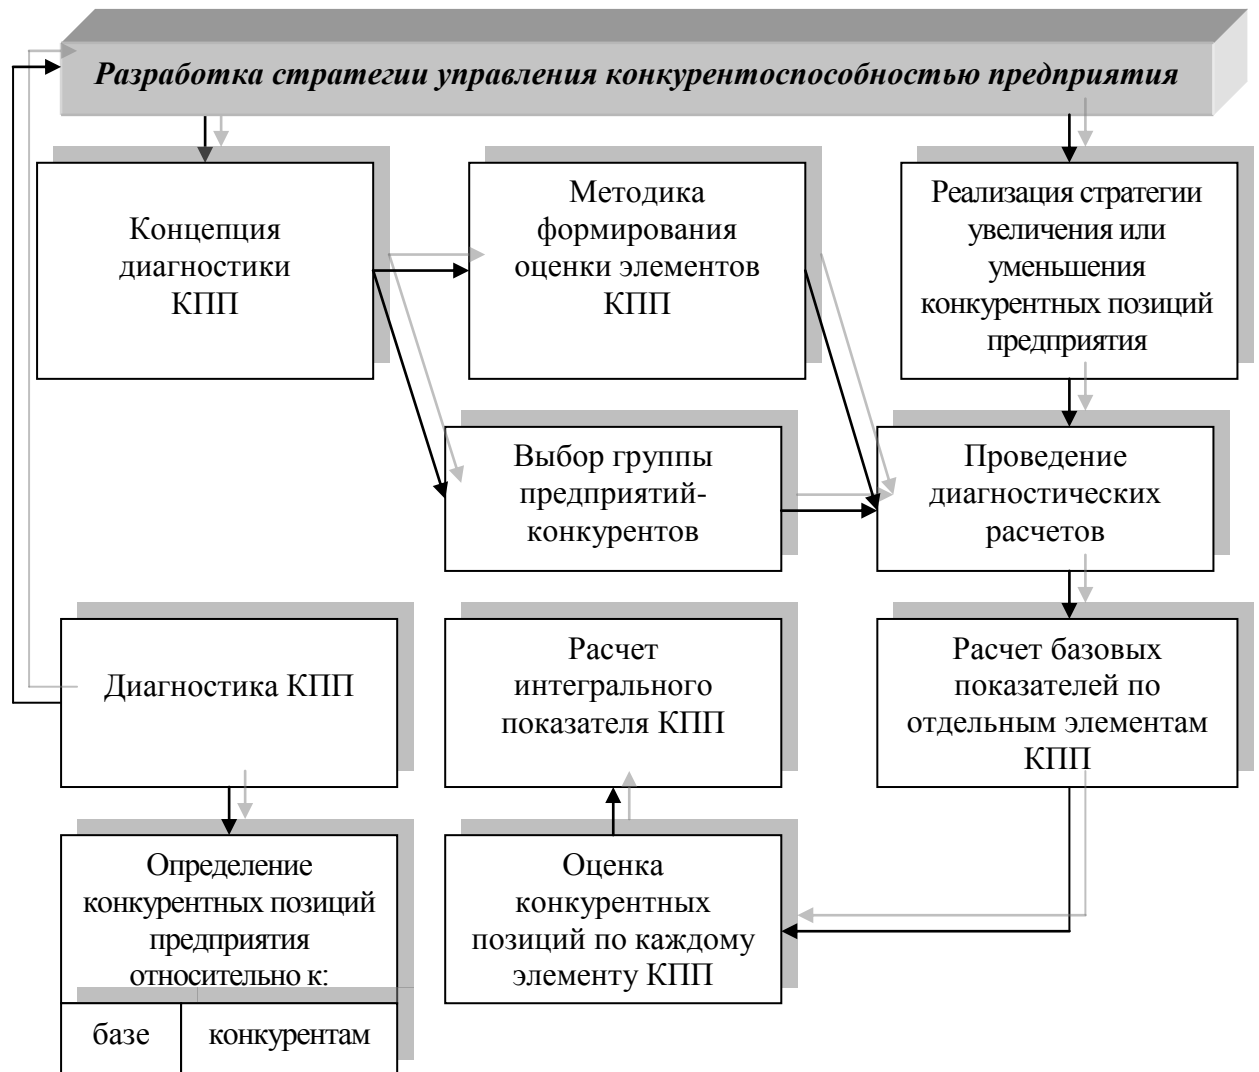 Разработка стратегии управления конкурентоспособностью предприятия
Концепция
диагностики
КПП
Методика
формирования
оценки элементов
КПП
Реализация стратегии
увеличения или
уменьшения
конкурентных позиций
предприятия
Выбор группы
предприятий-
конкурентов
Проведение
диагностических
расчетов
Диагностика КПП
Расчет
интегрального
показателя КПП
Расчет базовых
показателей по
отдельным элементам
КПП
Определение
конкурентных позиций
предприятия
относительно к:
базе
конкурентам
Оценка
конкурентных
позиций по каждому
элементу КПП